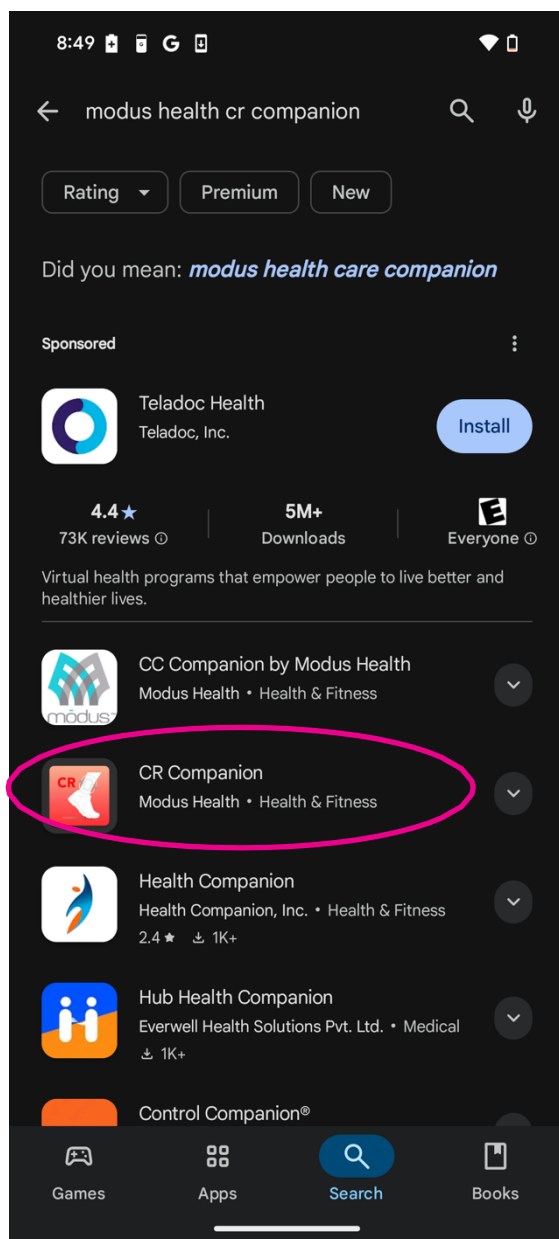 8:49 G
modus health cr companion
Rating Premium New
Did you mean: modus health care companion
Sponsored
Teladoc Health
Teladoc, Inc.
Install
4.4★ 5M+ E
73K reviews Downloads Everyone
Virtual health programs that empower people to live better and
healthier lives.
CC Companion by Modus Health
Modus Health • Health & Fitness
mōdus™
CR Companion
CR
Modus Health • Health & Fitness
Health Companion
Health Companion, Inc. • Health & Fitness
2.4 ★ 1K+
Hub Health Companion
Everwell Health Solutions Pvt. Ltd. • Medical
1K+
Control Companion®
Games Apps Search Books